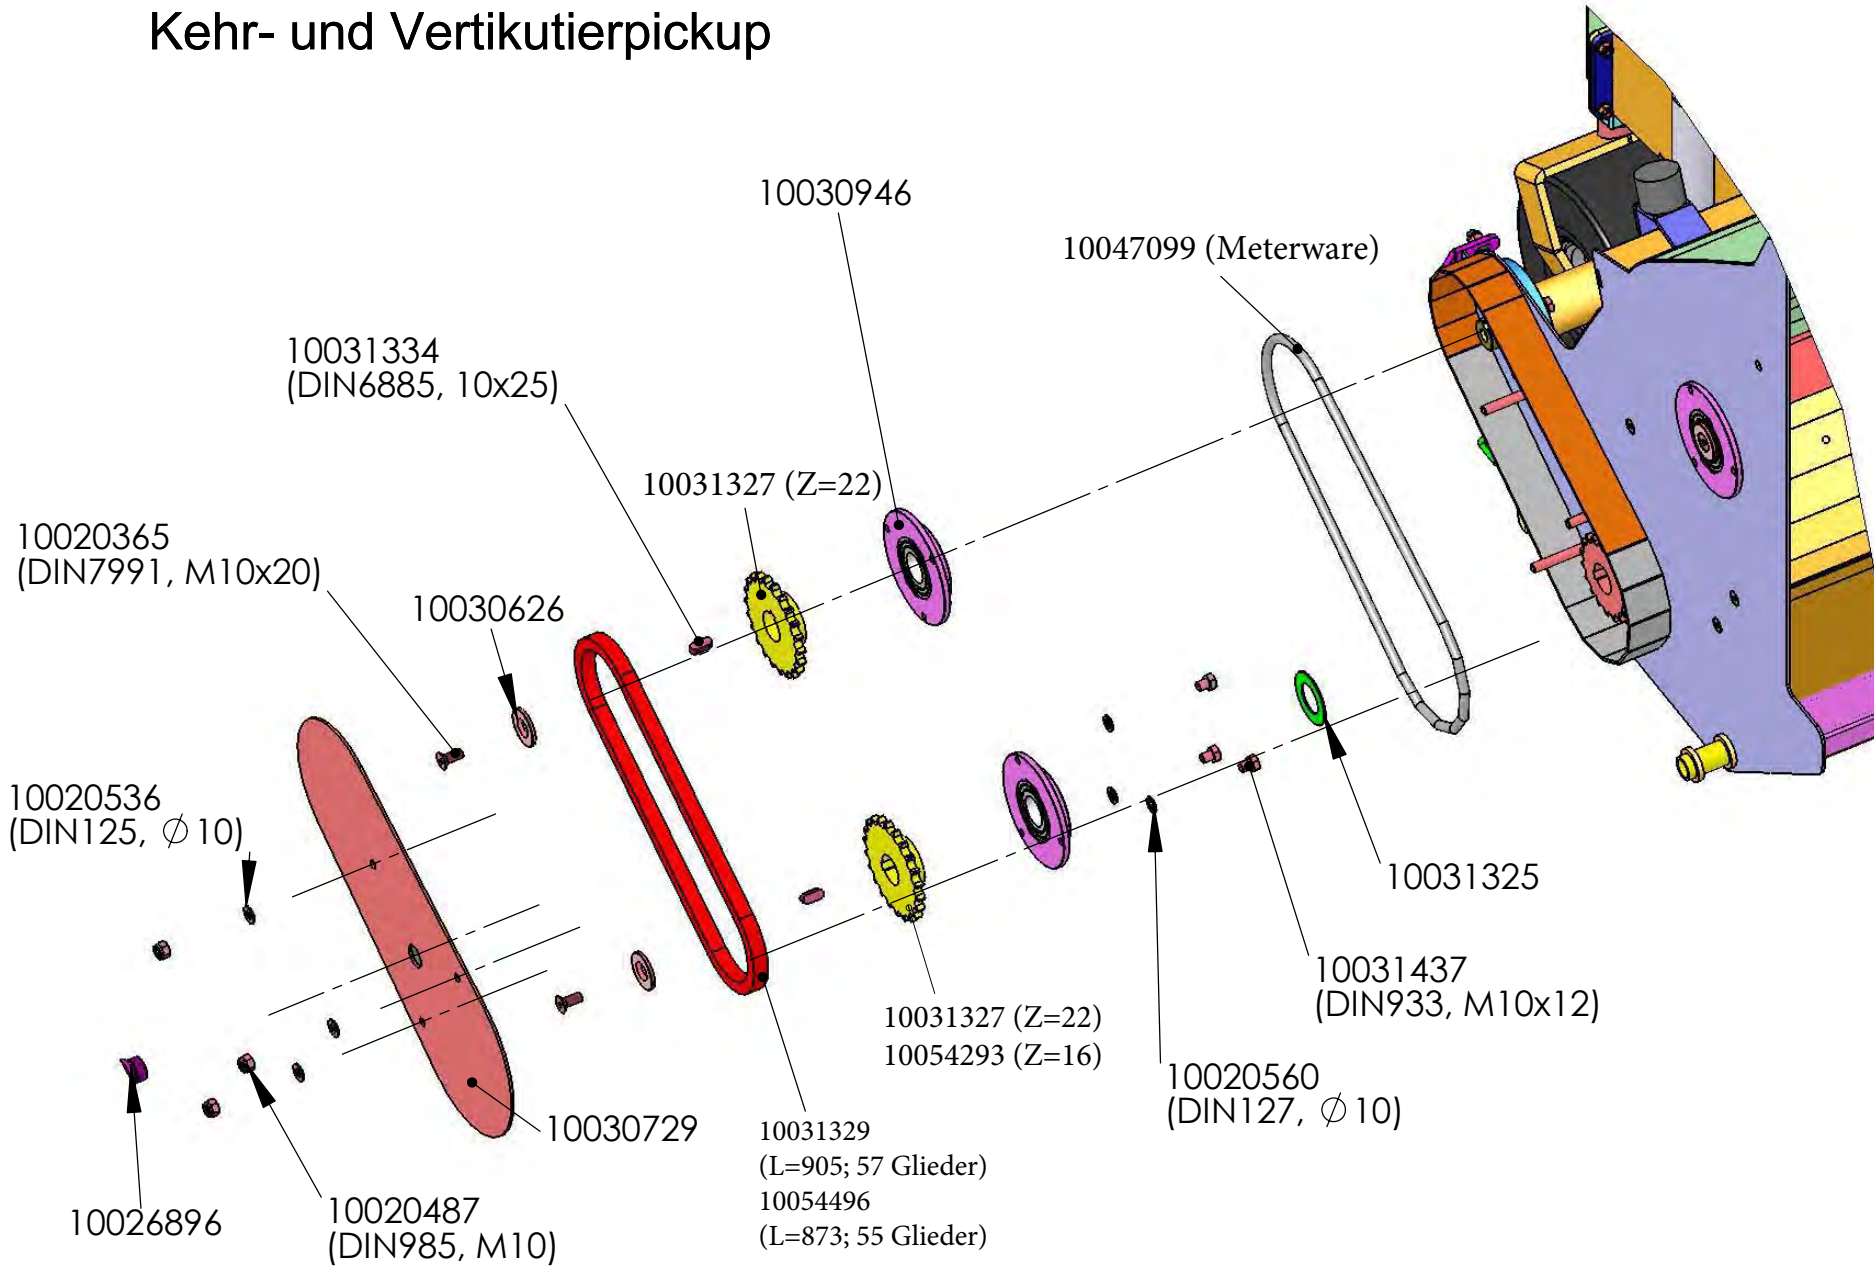 Kehr- und Vertikutierpickup
10030946
10047099 (Meterware)
10031334
(DIN6885, 10x25)
10031327 (Z=22)
10020365
(DIN7991, M10x20)
10030626
10020536
(DIN125, ∅ 10)
10031325
10031437
(DIN933, M10x12)
10031327 (Z=22)
10054293 (Z=16)
10020560
(DIN127, ∅ 10)
10030729
10031329
(L=905; 57 Glieder)
10054496
(L=873; 55 Glieder)
10026896
10020487
(DIN985, M10)